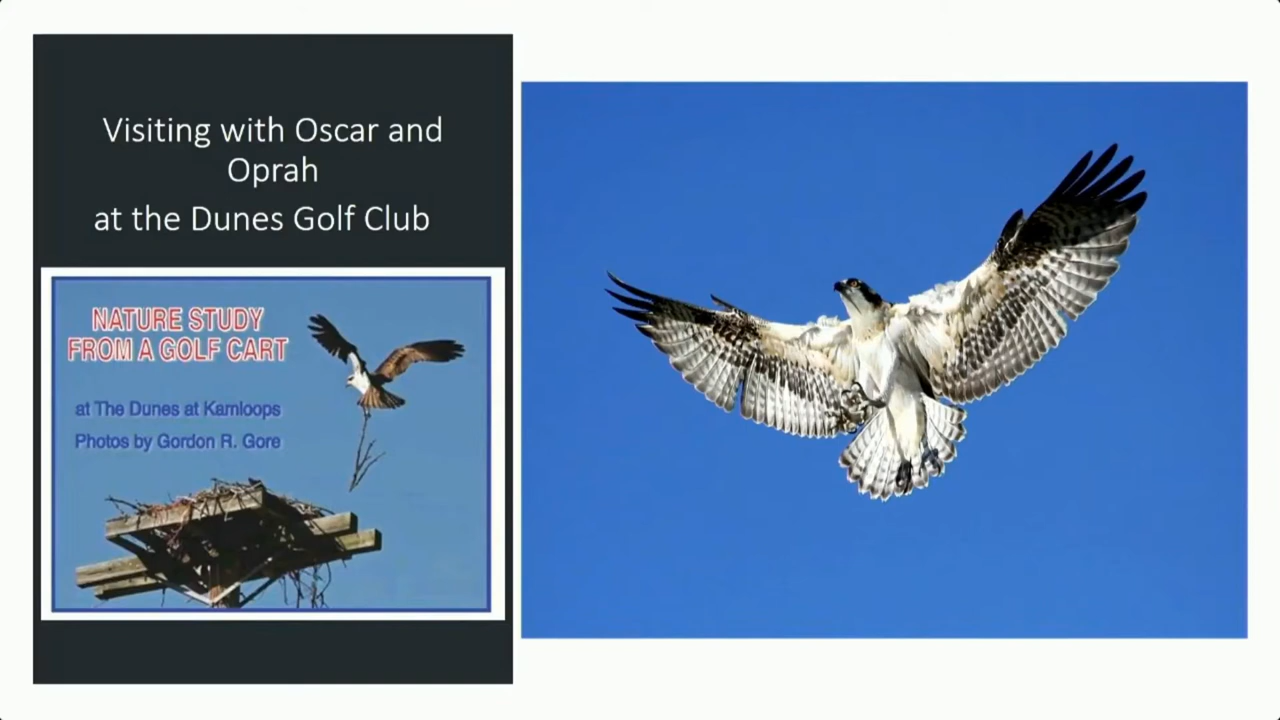 Visiting with Oscar and
Oprah
at the Dunes Golf Club
NATURE STUDY
FROM A GOLF CART
at The Dunes at Kamloops
Photos by Gordon R. Gore